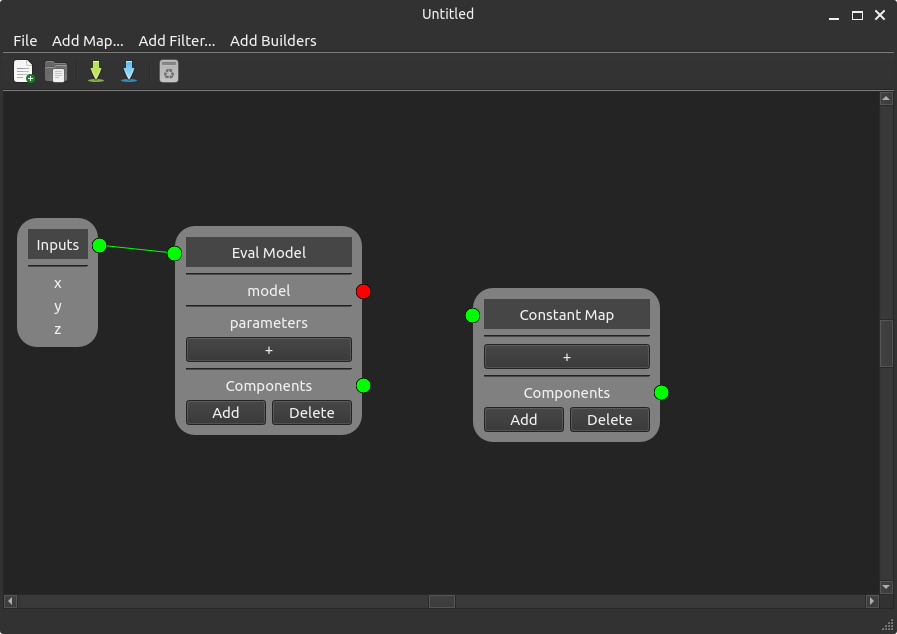 Untitled
File Add Map... Add Filter... Add Builders
Inputs
x
y
z
Eval Model
model
parameters
+
Components
Add Delete
Constant Map
+
Components
Add Delete